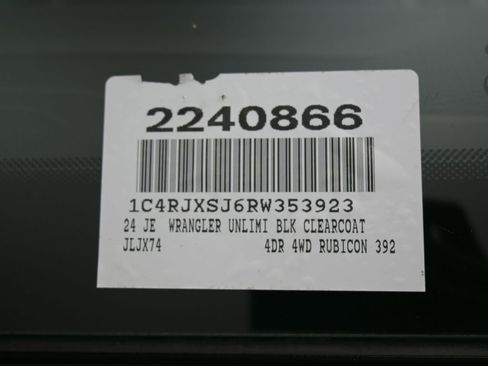 2240866
1C4RJXSJ6RW353923
24 JE WRANGLER UNLIMI BLK CLEARCOAT
JLJX74 4DR 4WD RUBICON 392